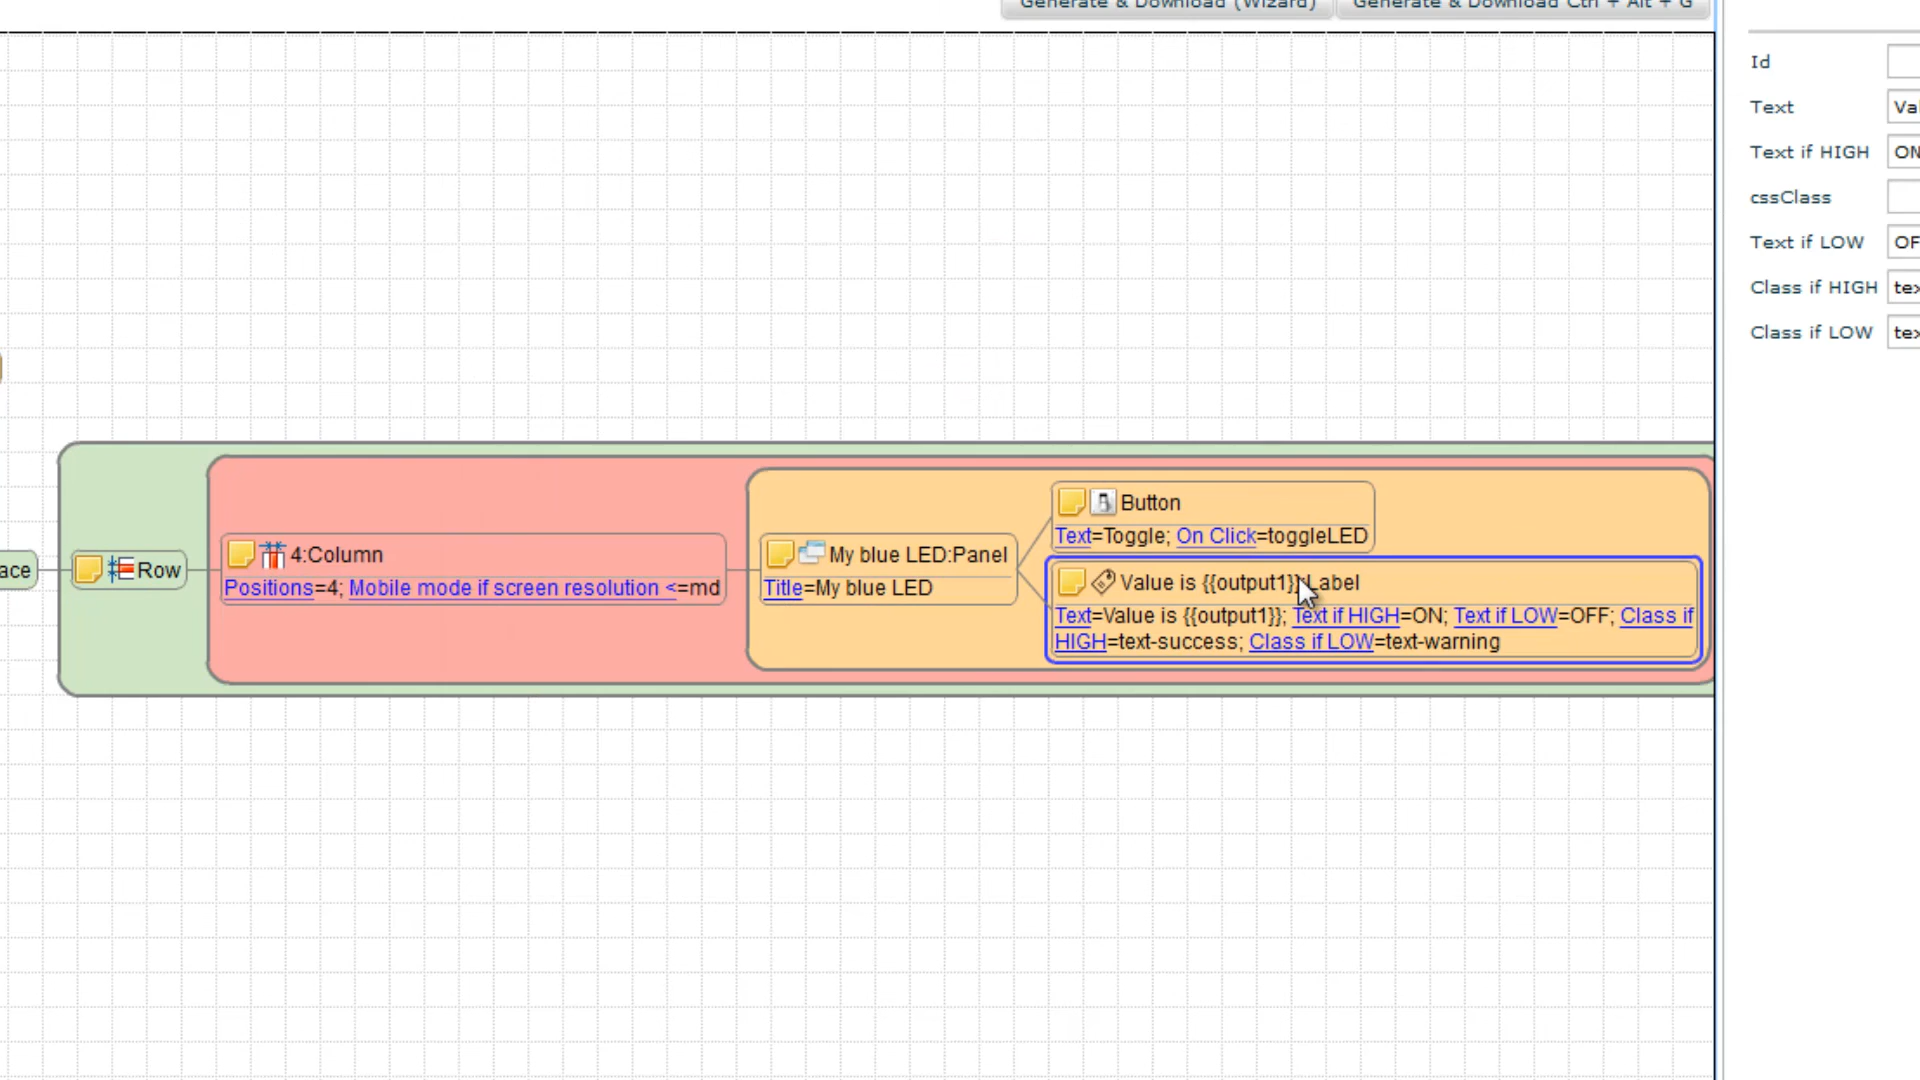 Generate & Download (Wizard)
Generate & Download Ctrl + Alt + G
Id
Text
Val
Text if HIGH
ON
cssClass
Text if LOW
OF
Class if HIGH
tex
Class if LOW
tex
ace
Row
4:Column
Positions=4; Mobile mode if screen resolution <=md
My blue LED:Panel
Title=My blue LED
Button
Text=Toggle; On Click=toggleLED
Value is {{output1}}:Label
Text=Value is {{output1}}; Text if HIGH=ON; Text if LOW=OFF; Class if
HIGH=text-success; Class if LOW=text-warning